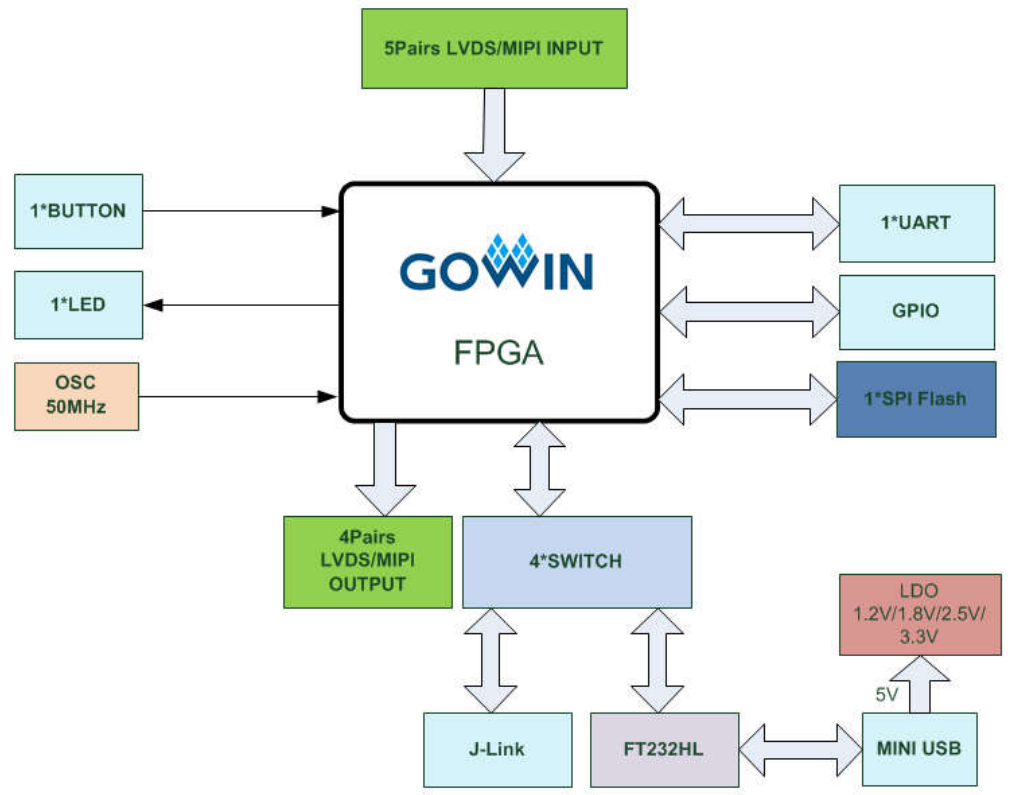 5Pairs LVDS/MIPI INPUT
1*BUTTON
1*LED
OSC
50MHz
GOWIN
FPGA
1*UART
GPIO
1*SPI Flash
4Pairs
LVDS/MIPI
OUTPUT
4*SWITCH
LDO
1.2V/1.8V/2.5V/
3.3V
5V
J-Link
FT232HL
MINI USB